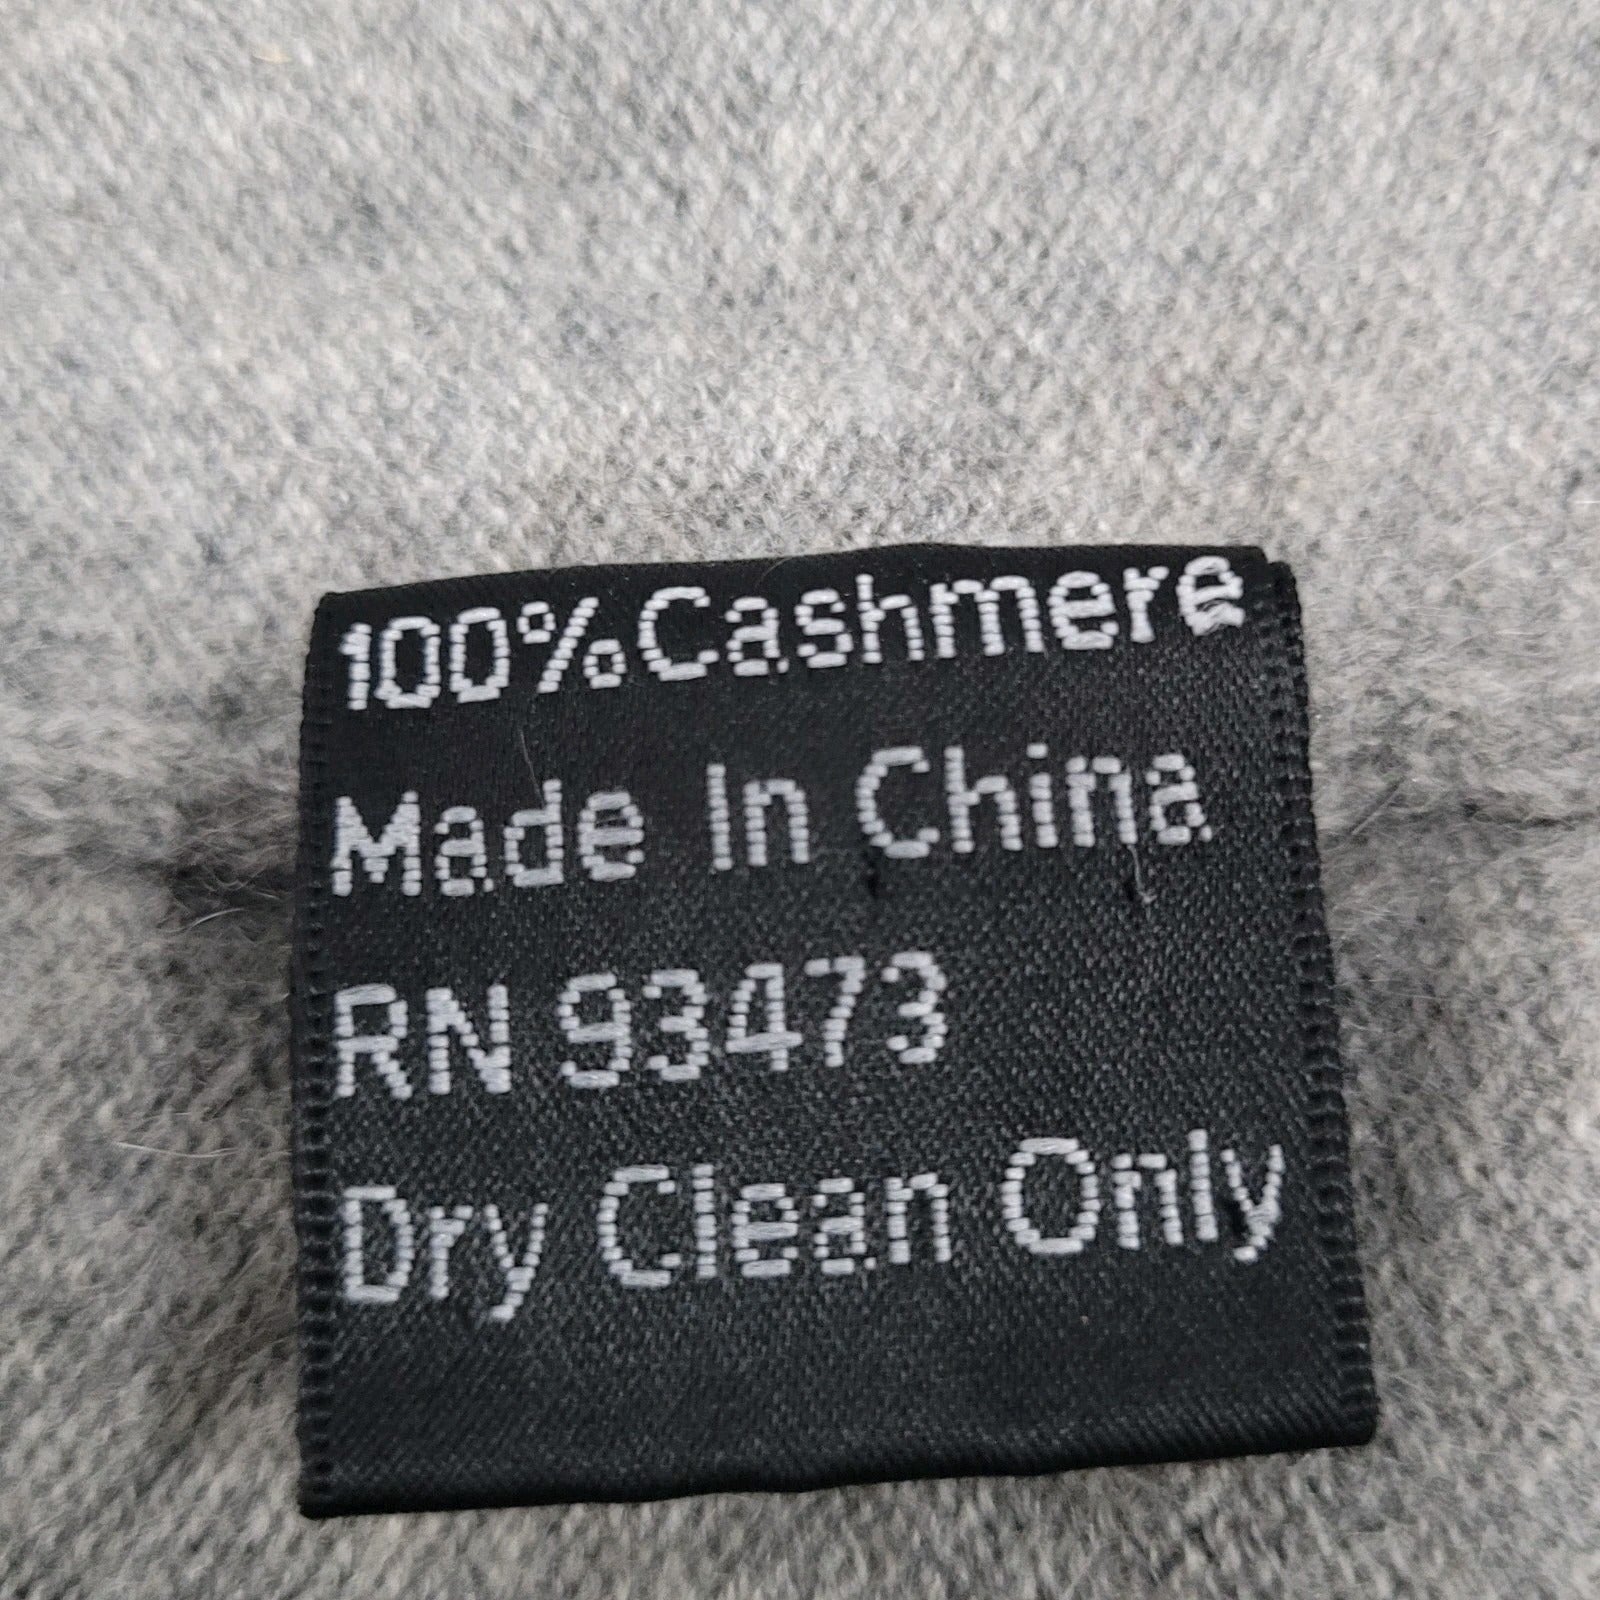 100%Cashmere
Made In China
RN 93473
Dry Clean Only